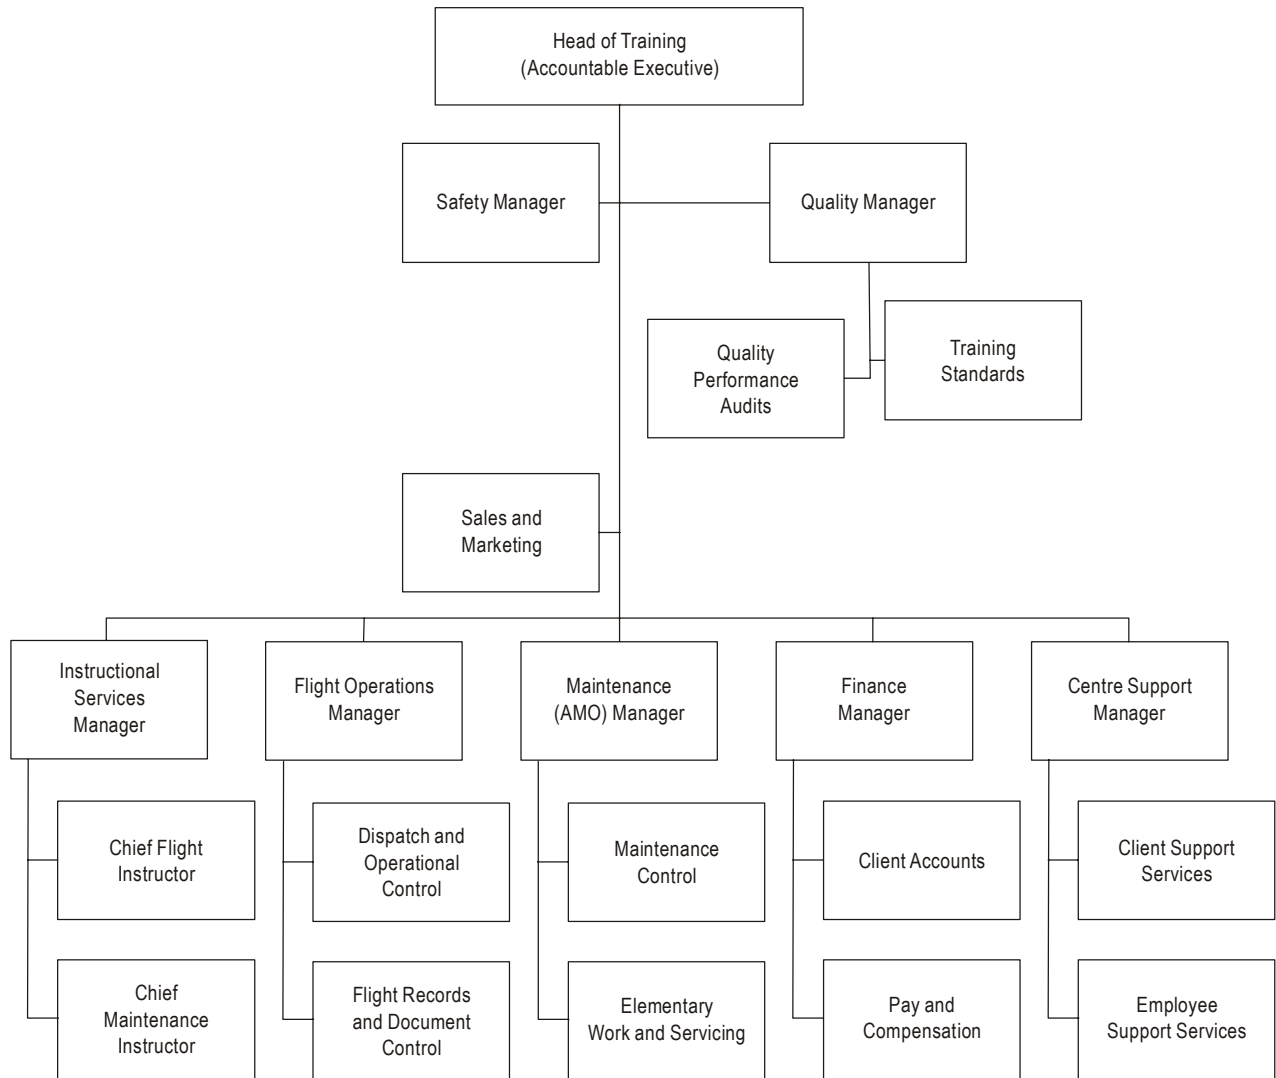 Head of Training
(Accountable Executive)
Safety Manager
Quality Manager
Quality
Performance
Audits
Training
Standards
Sales and
Marketing
Instructional
Services
Manager
Flight Operations
Manager
Maintenance
(AMO) Manager
Finance
Manager
Centre Support
Manager
Chief Flight
Instructor
Dispatch and
Operational
Control
Maintenance
Control
Client Accounts
Client Support
Services
Chief
Maintenance
Instructor
Flight Records
and Document
Control
Elementary
Work and Servicing
Pay and
Compensation
Employee
Support Services